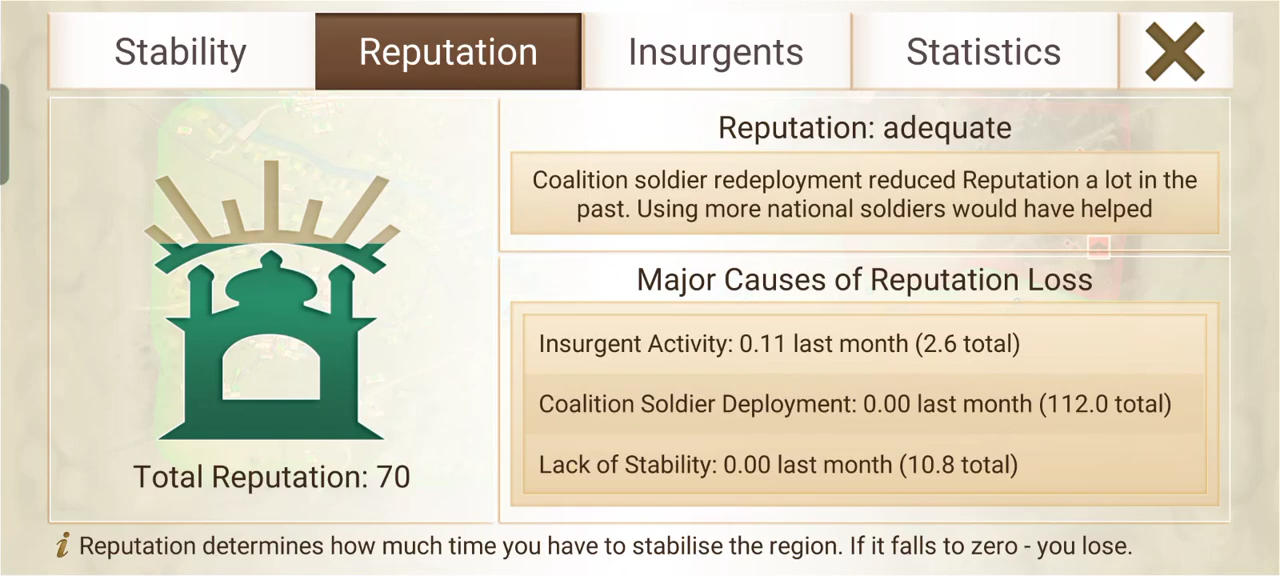 Stability
Reputation
Insurgents
Statistics
Reputation: adequate
Coalition soldier redeployment reduced Reputation a lot in the
past. Using more national soldiers would have helped
Major Causes of Reputation Loss
Insurgent Activity: 0.11 last month (2.6 total)
Coalition Soldier Deployment: 0.00 last month (112.0 total)
Lack of Stability: 0.00 last month (10.8 total)
Total Reputation: 70
i Reputation determines how much time you have to stabilise the region. If it falls to zero - you lose.